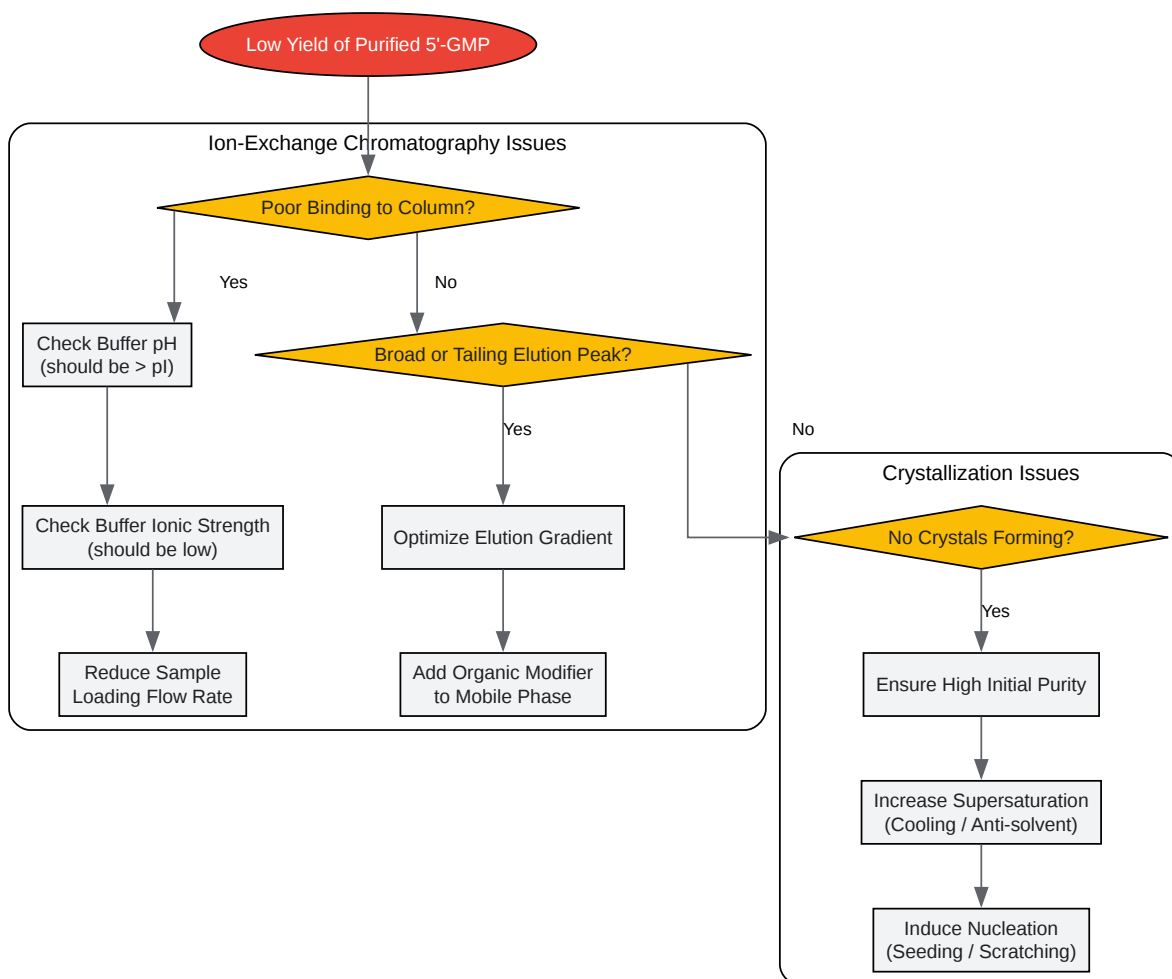 Low Yield of Purified 5'-GMP
Ion-Exchange Chromatography Issues
Poor Binding to Column?
Yes
No
Check Buffer pH
(should be > pI)
Broad or Tailing Elution Peak?
Yes
No
Check Buffer Ionic Strength
(should be low)
Optimize Elution Gradient
Reduce Sample
Loading Flow Rate
Add Organic Modifier
to Mobile Phase
Crystallization Issues
No Crystals Forming?
Yes
Ensure High Initial Purity
Increase Supersaturation
(Cooling / Anti-solvent)
Induce Nucleation
(Seeding / Scratching)